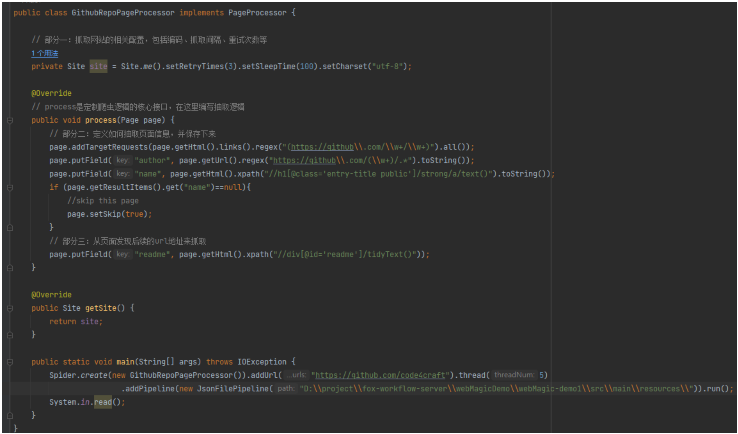 public class GithubRepoPageProcessor implements PageProcessor {
// 部分一：抓取网站的相关配置，包括编码、抓取间隔、重试次数等
1 个用法
private Site site = Site.me().setRetryTimes(3).setSleepTime(100).setCharset("utf-8");
@Override
// process是定制爬虫逻辑的核心接口，在这里编写抽取逻辑
public void process(Page page) {
// 部分二：定义如何抽取页面信息，并保存下来
page.addTargetRequests(page.getHtml().links().regex("(https://github\\.com/\\w+/\\w+)").all());
page.putField( key: "author", page.getUrl().regex("https://github\\.com/(\\w+)/.*").toString());
page.putField( key: "name", page.getHtml().xpath("//h1[@class='entry-title public']/strong/a/text()").toString());
if (page.getResultItems().get("name")==null){
//skip this page
page.setSkip(true);
}
// 部分三：从页面发现后续的url地址来抓取
page.putField( key: "readme", page.getHtml().xpath("//div[@id='readme']/tidyText()"));
}
@Override
public Site getSite() {
return site;
}
public static void main(String[] args) throws IOException {
Spider.create(new GithubRepoPageProcessor()).addUrl( ...urls: "https://github.com/code4craft").thread( threadNum: 5)
.addPipeline(new JsonFilePipeline( path: "D:\\project\\fox-workflow-server\\webMagicDemo\\webMagic-demo1\\src\\main\\resources\\")).run();
System.in.read();
}
}